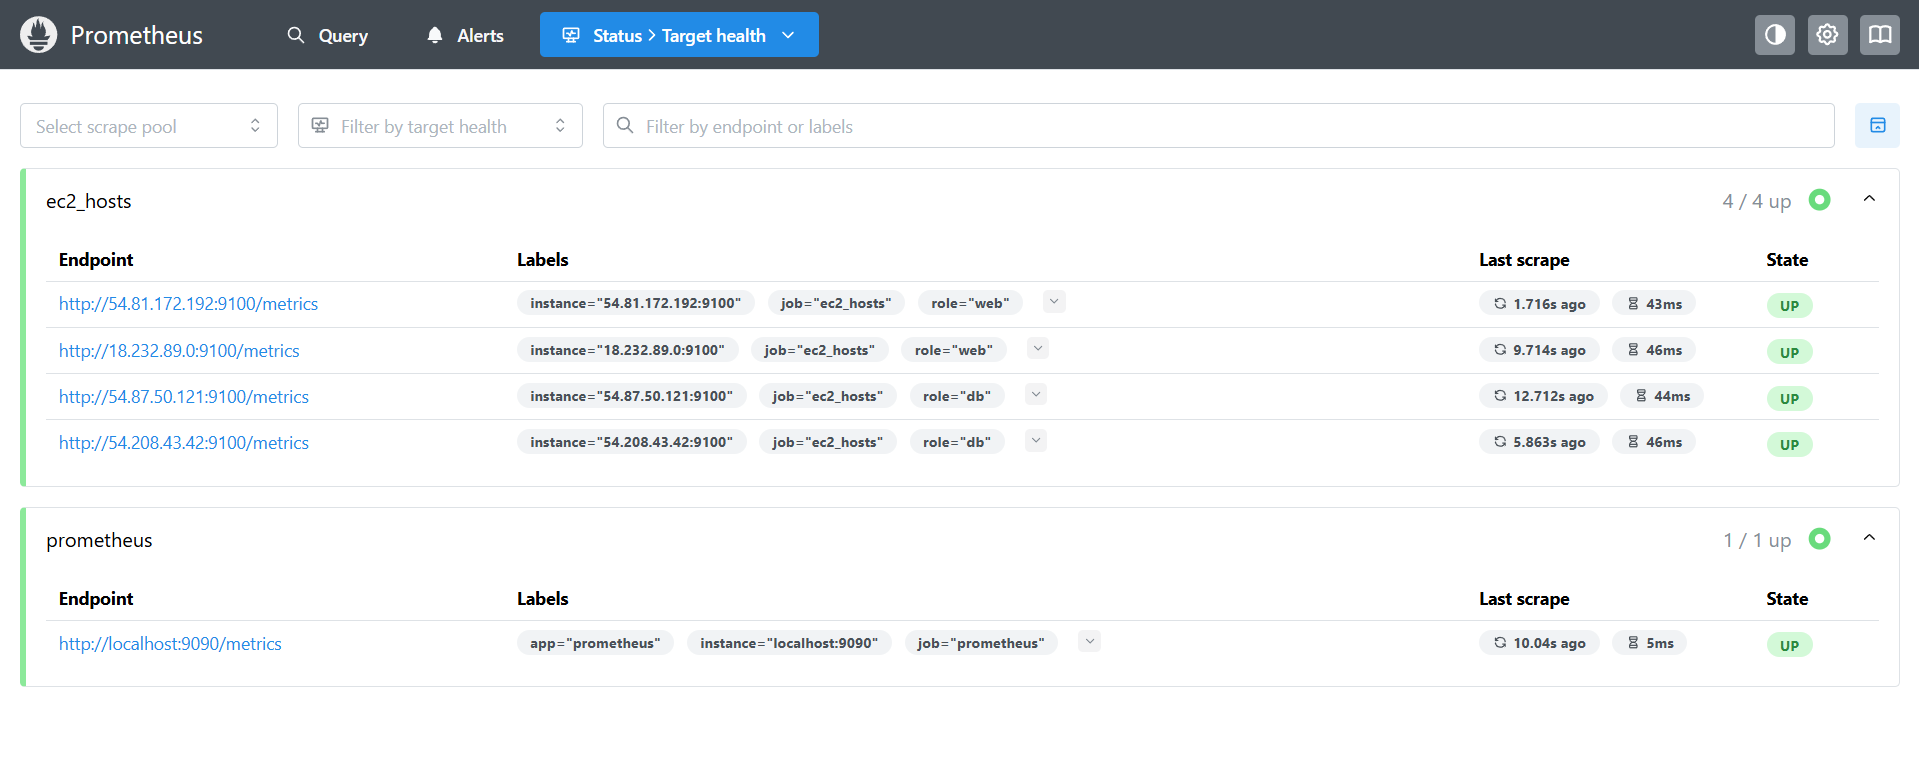 Prometheus Query Alerts Status > Target health
Select scrape pool Filter by target health Filter by endpoint or labels
ec2_hosts 4 / 4 up
Endpoint Labels Last scrape State
http://54.81.172.192:9100/metrics instance="54.81.172.192:9100" job="ec2_hosts" role="web" 1.716s ago 43ms UP
http://18.232.89.0:9100/metrics instance="18.232.89.0:9100" job="ec2_hosts" role="web" 9.714s ago 46ms UP
http://54.87.50.121:9100/metrics instance="54.87.50.121:9100" job="ec2_hosts" role="db" 12.712s ago 44ms UP
http://54.208.43.42:9100/metrics instance="54.208.43.42:9100" job="ec2_hosts" role="db" 5.863s ago 46ms UP
prometheus 1 / 1 up
Endpoint Labels Last scrape State
http://localhost:9090/metrics app="prometheus" instance="localhost:9090" job="prometheus" 10.04s ago 5ms UP